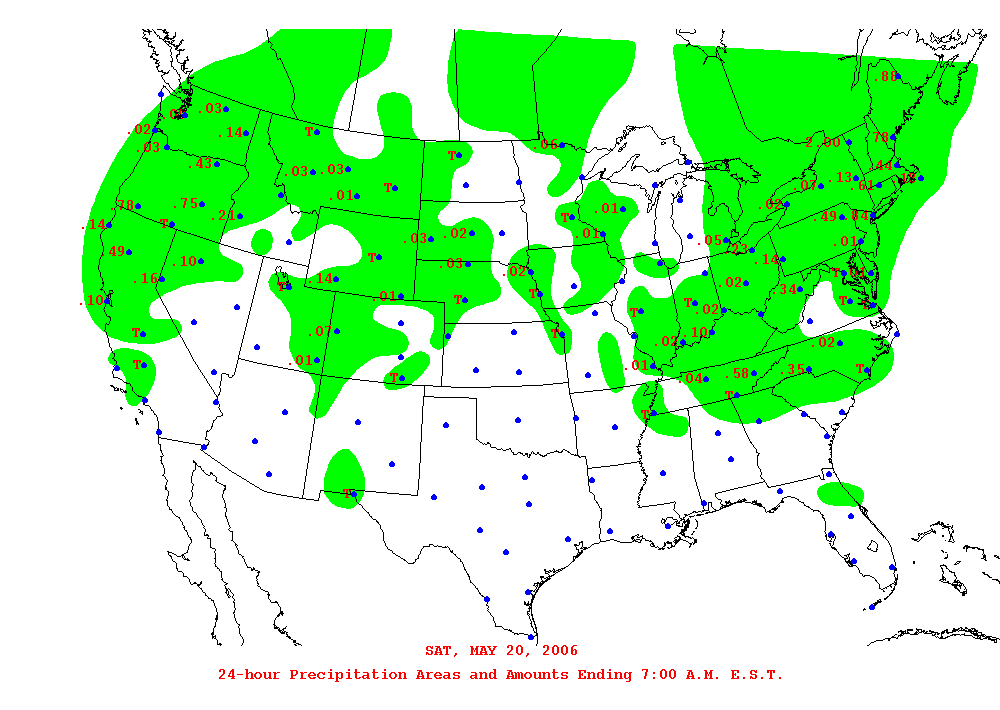 .88
.03
.0
.02
.14
T
78
2.00
.03
.06
T
.44
.43
.03 .03
.13
.07
.61
T
.01
78
.75
.02
.01
.21
T
.49
.84
.14
T
.02
.01
.03
.05
.23
.01
49
T
.14
.10
.03
.02
T
.01
.16
.14
.02
T
.34
.10
.01
T
T
T
T
.02
T
T
T
.07
T
.10
.02
.02
T
.01
.01
.58
.35
T
T
.04
T
T
T
SAT, MAY 20, 2006
24-hour Precipitation Areas and Amounts Ending 7:00 A.M. E.S.T.